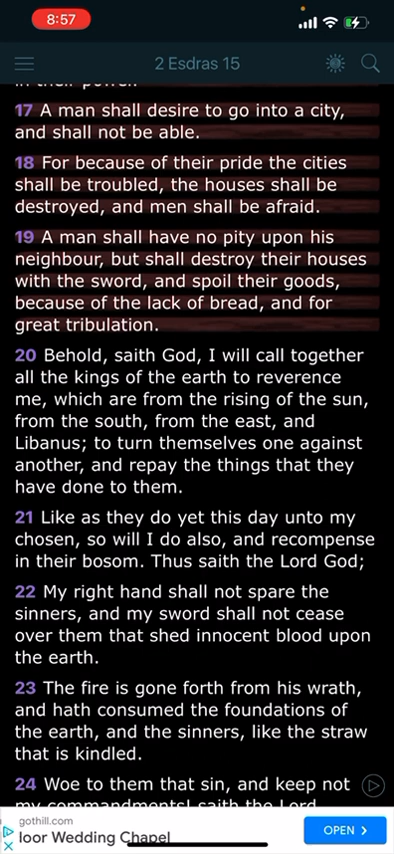 8:57
2 Esdras 15
in their power.
17 A man shall desire to go into a city,
and shall not be able.
18 For because of their pride the cities
shall be troubled, the houses shall be
destroyed, and men shall be afraid.
19 A man shall have no pity upon his
neighbour, but shall destroy their houses
with the sword, and spoil their goods,
because of the lack of bread, and for
great tribulation.
20 Behold, saith God, I will call together
all the kings of the earth to reverence
me, which are from the rising of the sun,
from the south, from the east, and
Libanus; to turn themselves one against
another, and repay the things that they
have done to them.
21 Like as they do yet this day unto my
chosen, so will I do also, and recompense
in their bosom. Thus saith the Lord God;
22 My right hand shall not spare the
sinners, and my sword shall not cease
over them that shed innocent blood upon
the earth.
23 The fire is gone forth from his wrath,
and hath consumed the foundations of
the earth, and the sinners, like the straw
that is kindled.
24 Woe to them that sin, and keep not
my commandments! saith the Lord
gothill.com
loor Wedding Chapel
OPEN